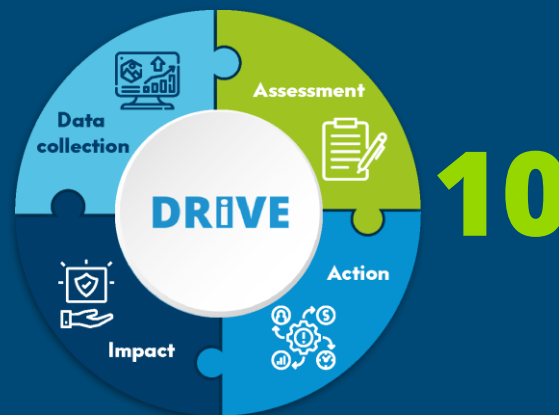 Data
collection
Assessment
DRiVE
10
Impact
Action